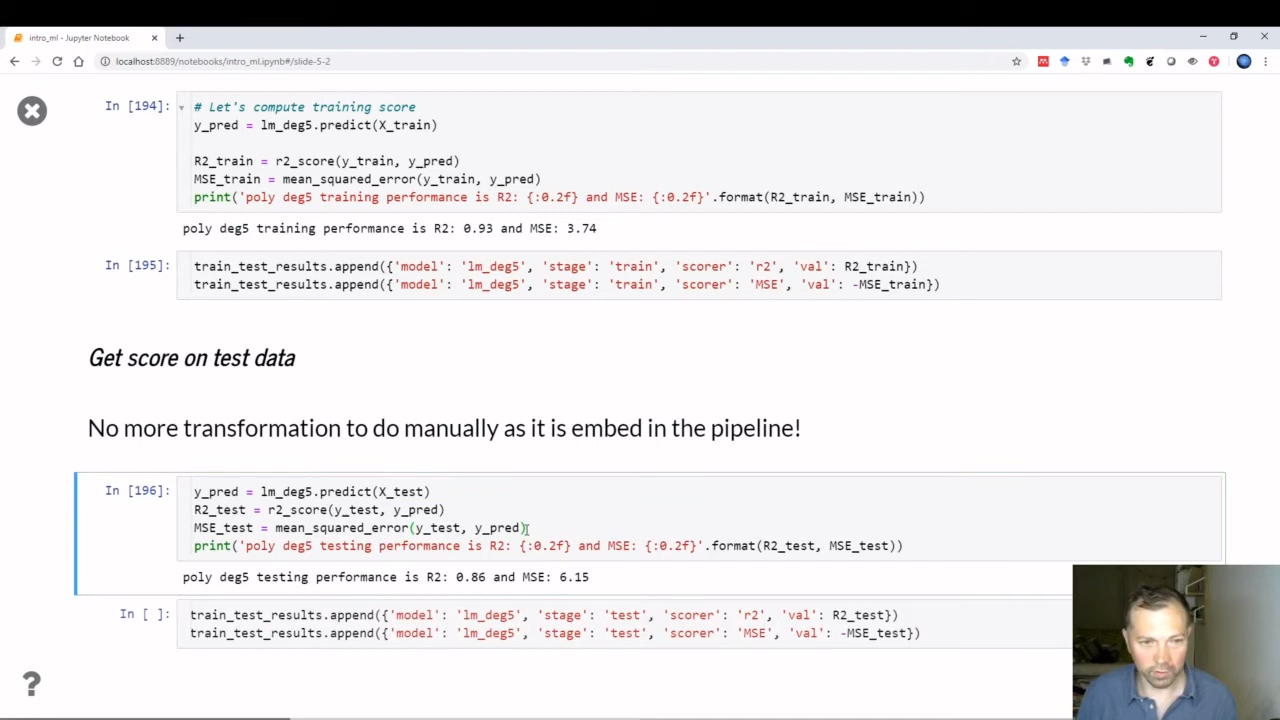 intro_ml - Jupyter Notebook
localhost:8889/notebooks/intro_ml.ipynb#/slide-5-2
In [194]:
# Let's compute training score
y_pred = lm_deg5.predict(X_train)
R2_train = r2_score(y_train, y_pred)
MSE_train = mean_squared_error(y_train, y_pred)
print('poly deg5 training performance is R2: {:0.2f} and MSE: {:0.2f}'.format(R2_train, MSE_train))
poly deg5 training performance is R2: 0.93 and MSE: 3.74
In [195]:
train_test_results.append({'model': 'lm_deg5', 'stage': 'train', 'scorer': 'r2', 'val': R2_train})
train_test_results.append({'model': 'lm_deg5', 'stage': 'train', 'scorer': 'MSE', 'val': -MSE_train})
Get score on test data
No more transformation to do manually as it is embed in the pipeline!
In [196]:
y_pred = lm_deg5.predict(X_test)
R2_test = r2_score(y_test, y_pred)
MSE_test = mean_squared_error(y_test, y_pred)
print('poly deg5 testing performance is R2: {:0.2f} and MSE: {:0.2f}'.format(R2_test, MSE_test))
poly deg5 testing performance is R2: 0.86 and MSE: 6.15
In [ ]:
train_test_results.append({'model': 'lm_deg5', 'stage': 'test', 'scorer': 'r2', 'val': R2_test})
train_test_results.append({'model': 'lm_deg5', 'stage': 'test', 'scorer': 'MSE', 'val': -MSE_test})
?